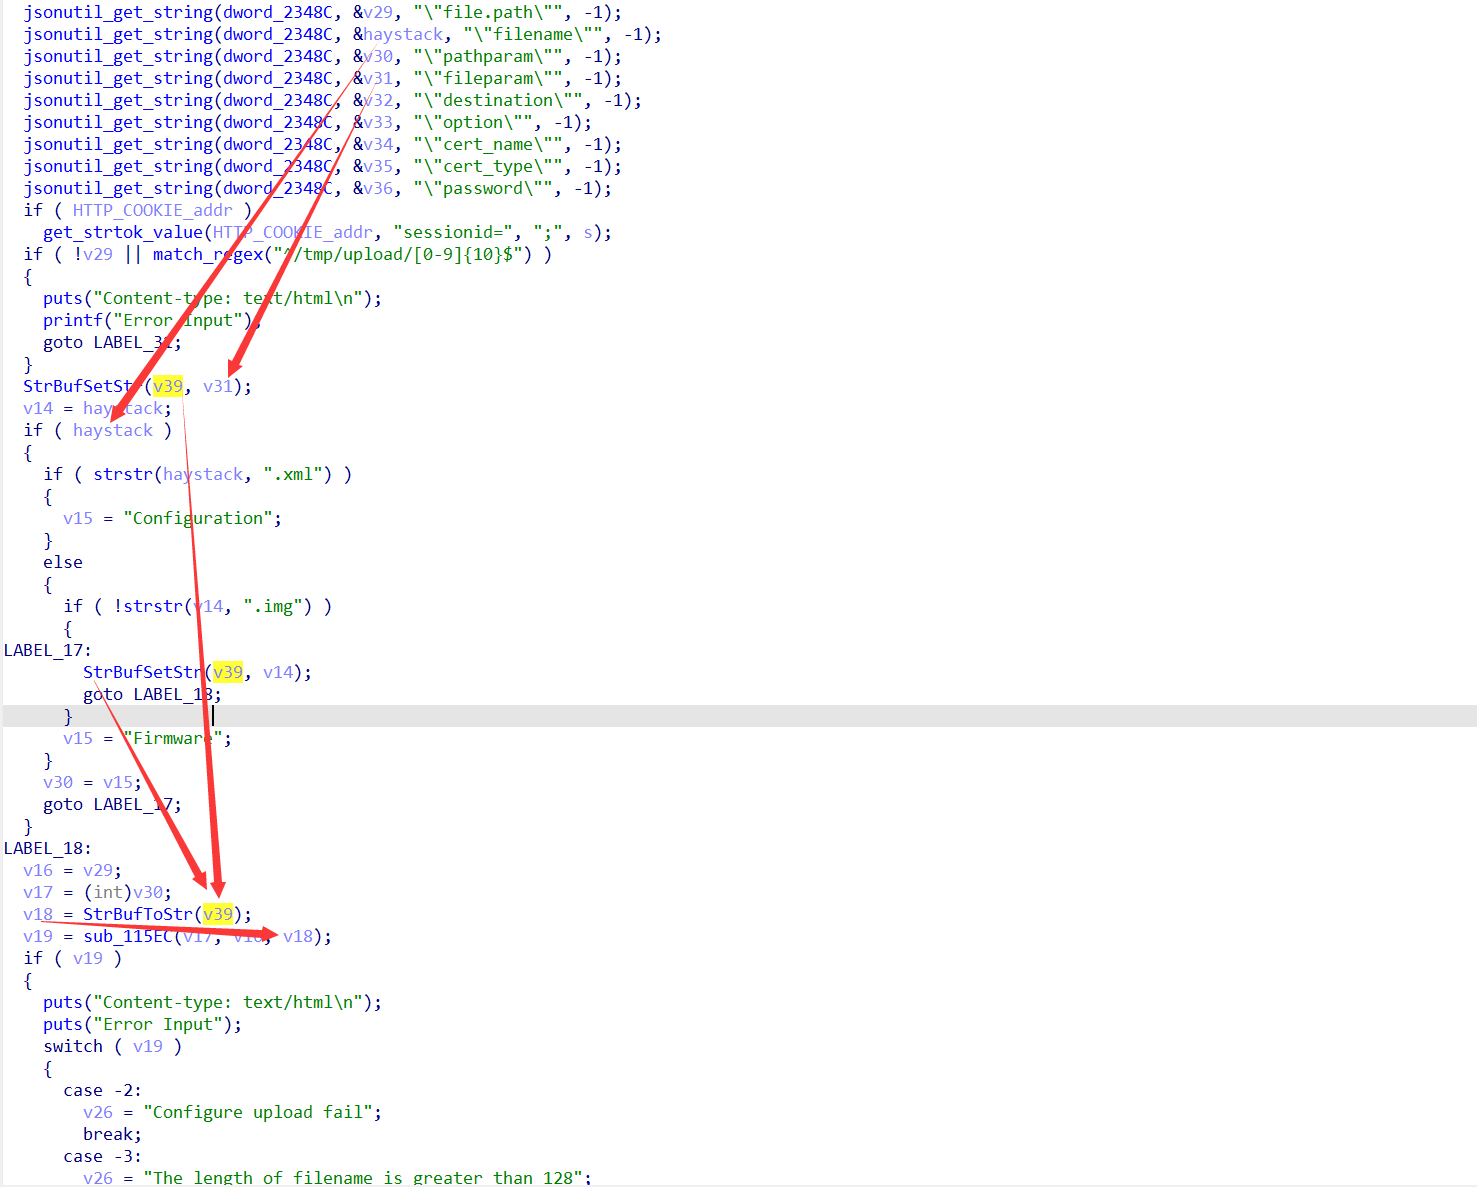 jsonutil_get_string(dword_2348C, &v29, "\"file.path\"", -1);
jsonutil_get_string(dword_2348C, &haystack, "\"filename\"", -1);
jsonutil_get_string(dword_2348C, &v30, "\"pathparam\"", -1);
jsonutil_get_string(dword_2348C, &v31, "\"fileparam\"", -1);
jsonutil_get_string(dword_2348C, &v32, "\"destination\"", -1);
jsonutil_get_string(dword_2348C, &v33, "\"option\"", -1);
jsonutil_get_string(dword_2348C, &v34, "\"cert_name\"", -1);
jsonutil_get_string(dword_2348C, &v35, "\"cert_type\"", -1);
jsonutil_get_string(dword_2348C, &v36, "\"password\"", -1);
if ( HTTP_COOKIE_addr )
get_strtok_value(HTTP_COOKIE_addr, "sessionid=", ";", s);
if ( !v29 || match_regex("^/tmp/upload/[0-9]{10}$") )
{
puts("Content-type: text/html\n");
printf("Error Input");
goto LABEL_31;
}
StrBufSetStr(v39, v31);
v14 = haystack;
if ( haystack )
{
if ( strstr(haystack, ".xml") )
{
v15 = "Configuration";
}
else
{
if ( !strstr(v14, ".img") )
{
LABEL_17:
StrBufSetStr(v39, v14);
goto LABEL_18;
}
v15 = "Firmware";
}
v30 = v15;
goto LABEL_17;
}
LABEL_18:
v16 = v29;
v17 = (int)v30;
v18 = StrBufToStr(v39);
v19 = sub_115EC(v17, v16, v18);
if ( v19 )
{
puts("Content-type: text/html\n");
puts("Error Input");
switch ( v19 )
{
case -2:
v26 = "Configure upload fail";
break;
case -3:
v26 = "The length of filename is greater than 128";